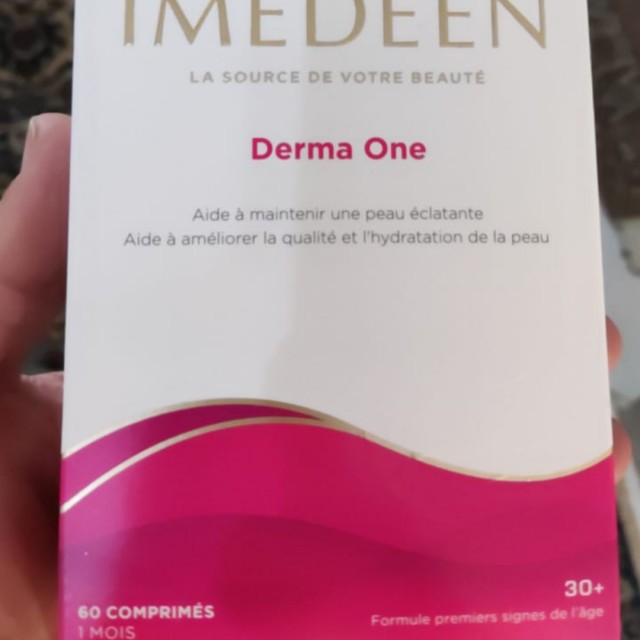 IMEDEEN
LA SOURCE DE VOTRE BEAUTÉ
Derma One
Aide à maintenir une peau éclatante
Aide à améliorer la qualité et l'hydratation de la peau
60 COMPRIMÉS
1 MOIS
30+
Formule premiers signes de l'âge